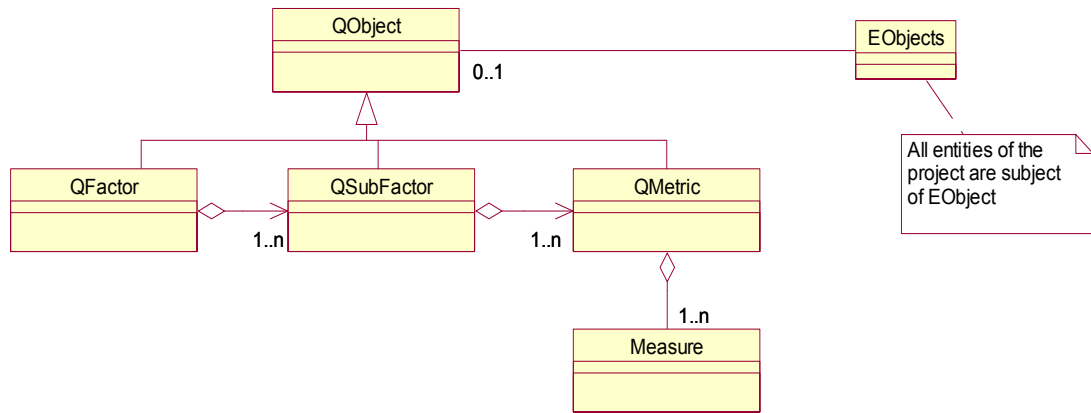 QObject
EObjects
0..1
All entities of the
project are subject
of EObject
QFactor
QSubFactor
QMetric
1..n
1..n
1..n
Measure